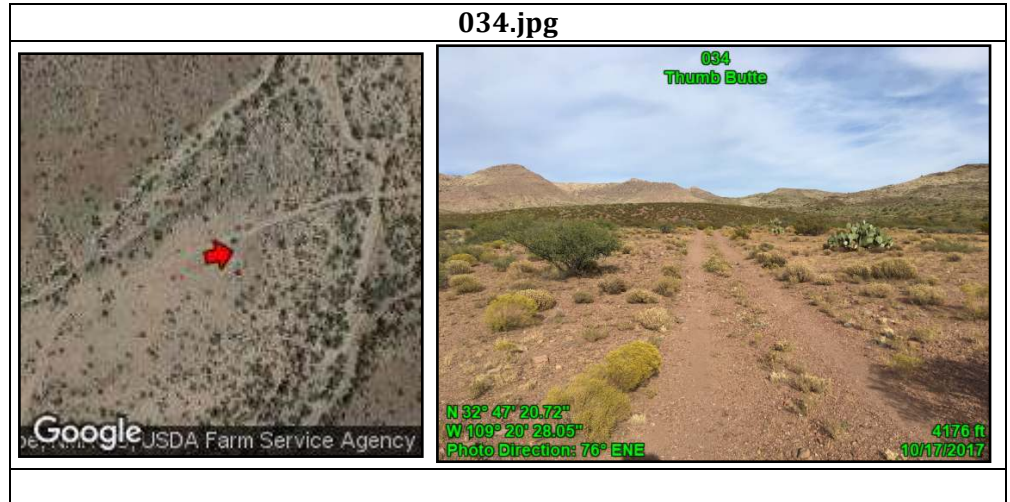 034.jpg
034
Thumb Butte
N 32° 47' 20.72"
W 109° 20' 28.05"
Photo Direction: 76° ENE
4176 ft
10/17/2017
Google
USDA Farm Service Agency